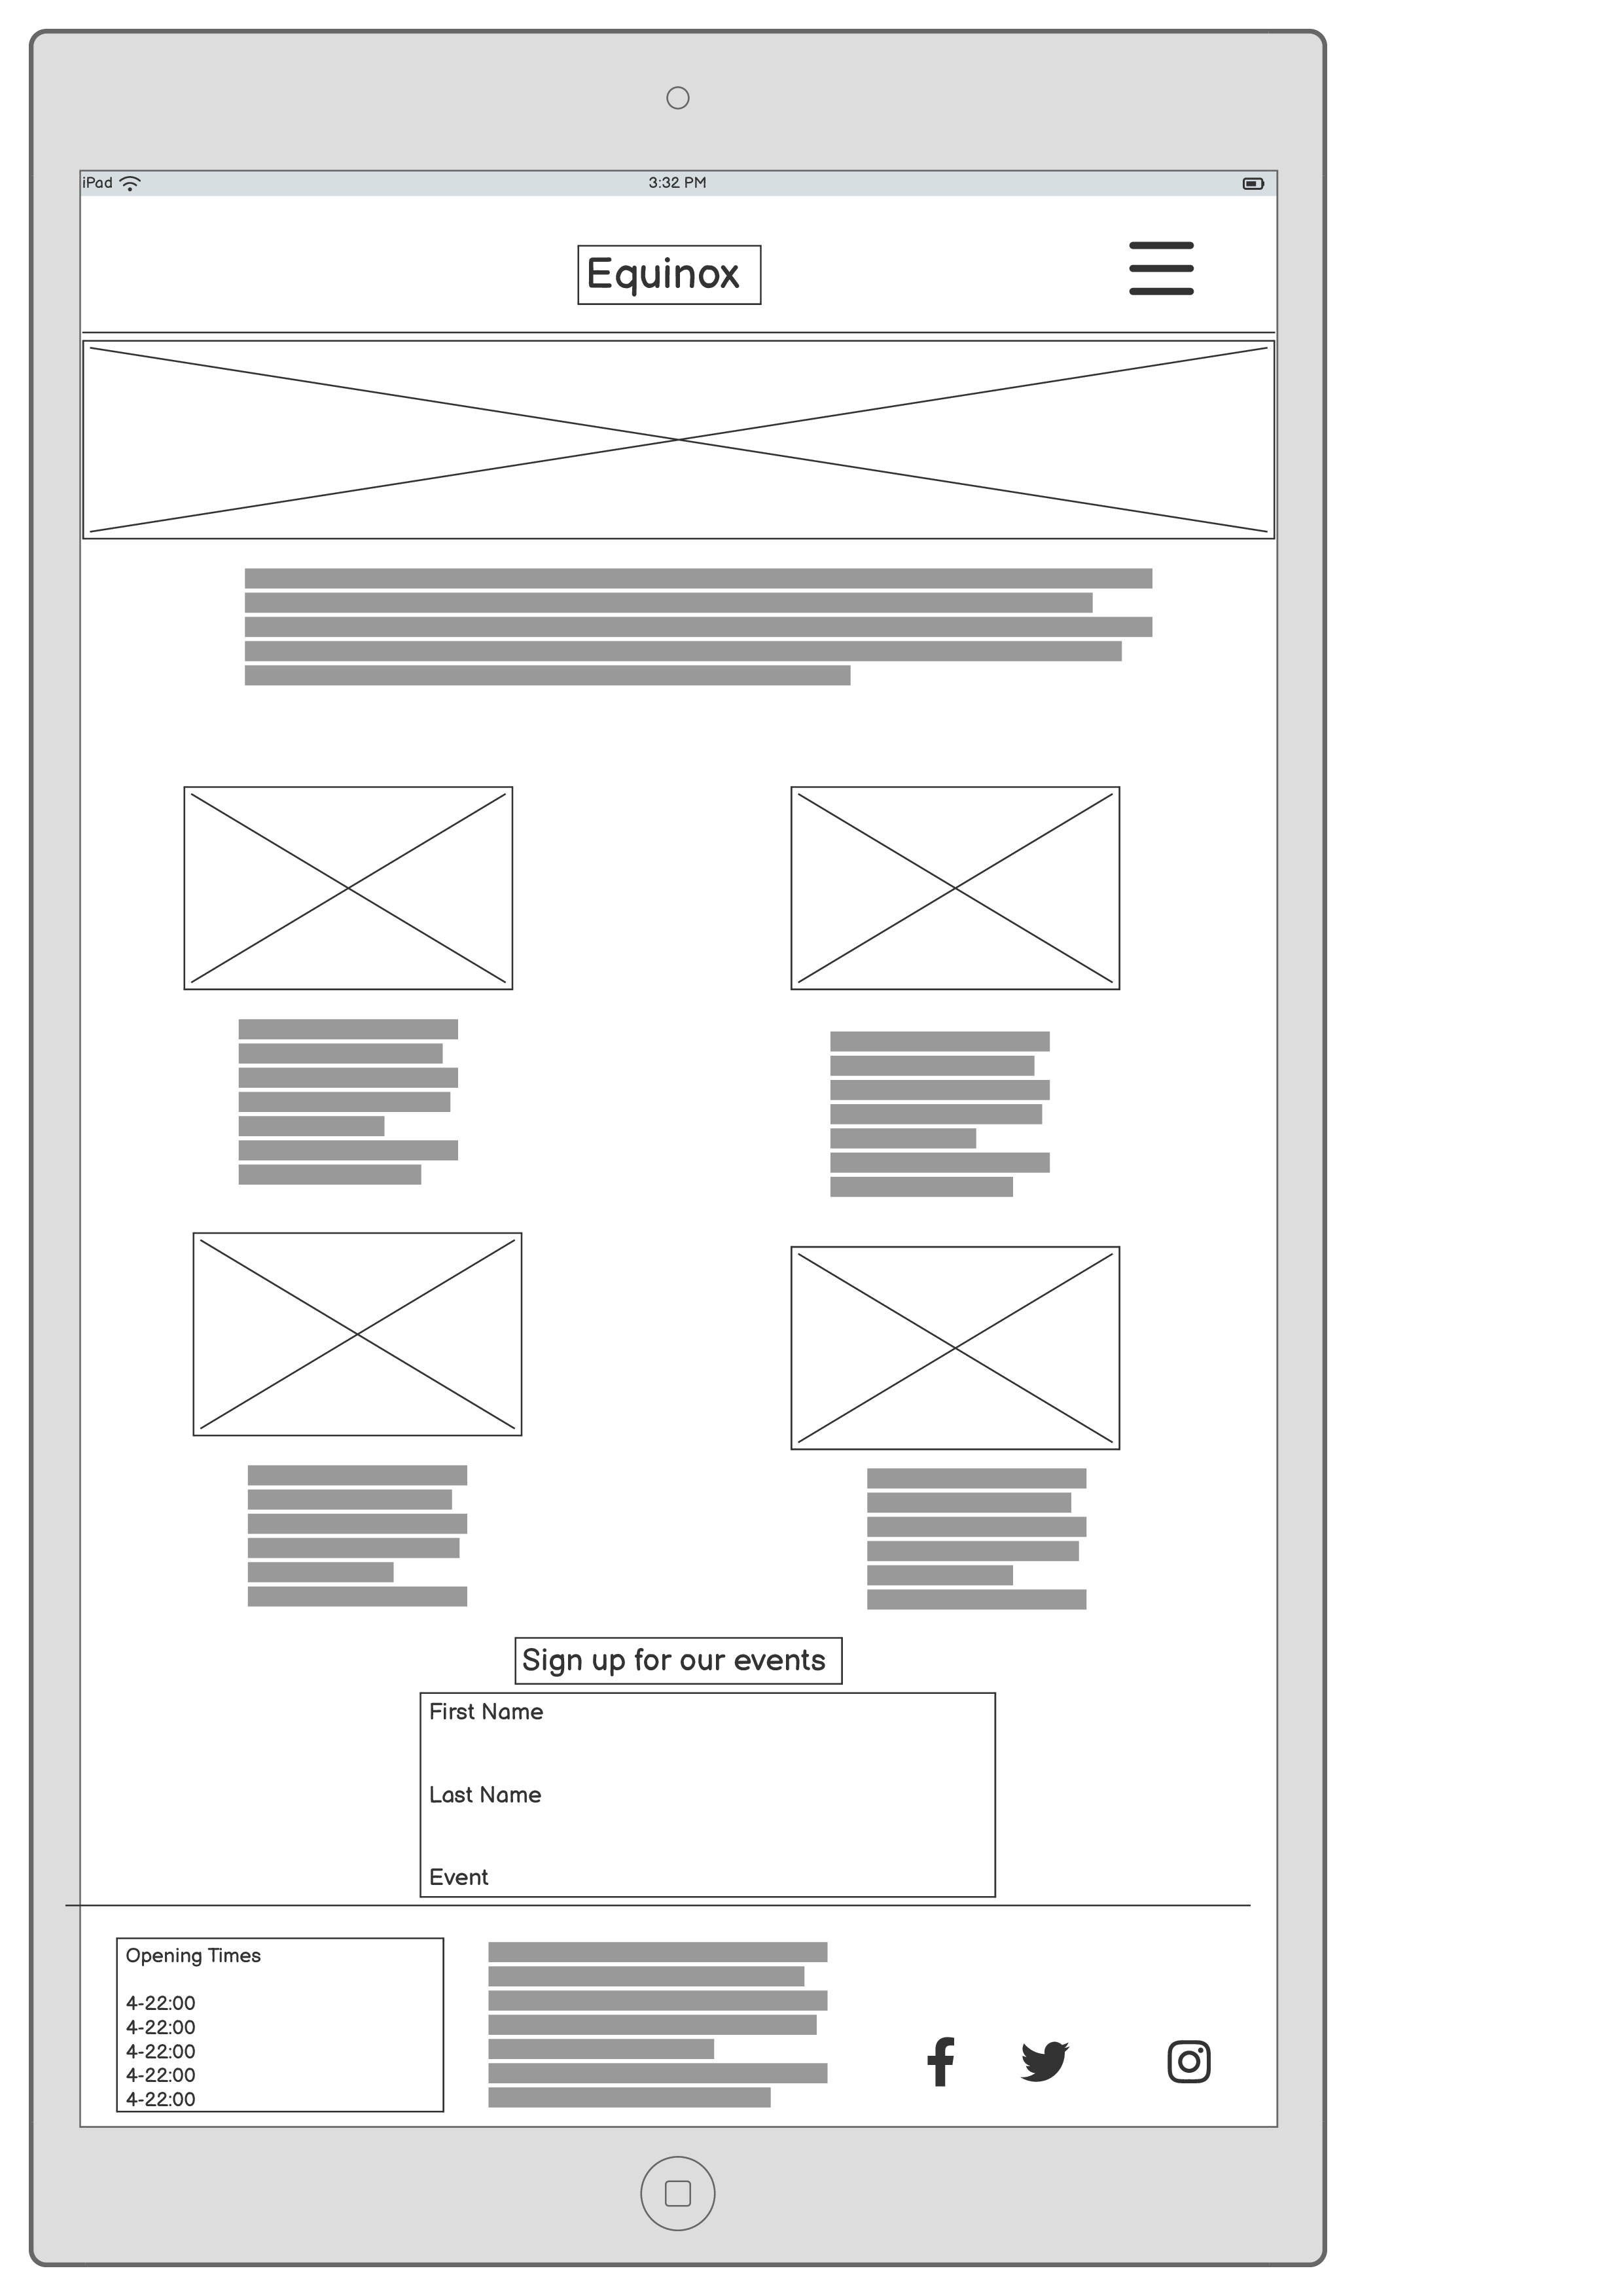 iPad 3:32 PM
Equinox
Sign up for our events
First Name
Last Name
Event
Opening Times
4-22:00
4-22:00
4-22:00
4-22:00
4-22:00